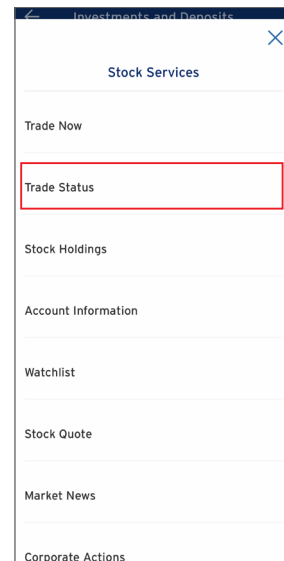 Investments and Deposits
Stock Services
Trade Now
Trade Status
Stock Holdings
Account Information
Watchlist
Stock Quote
Market News
Corporate Actions